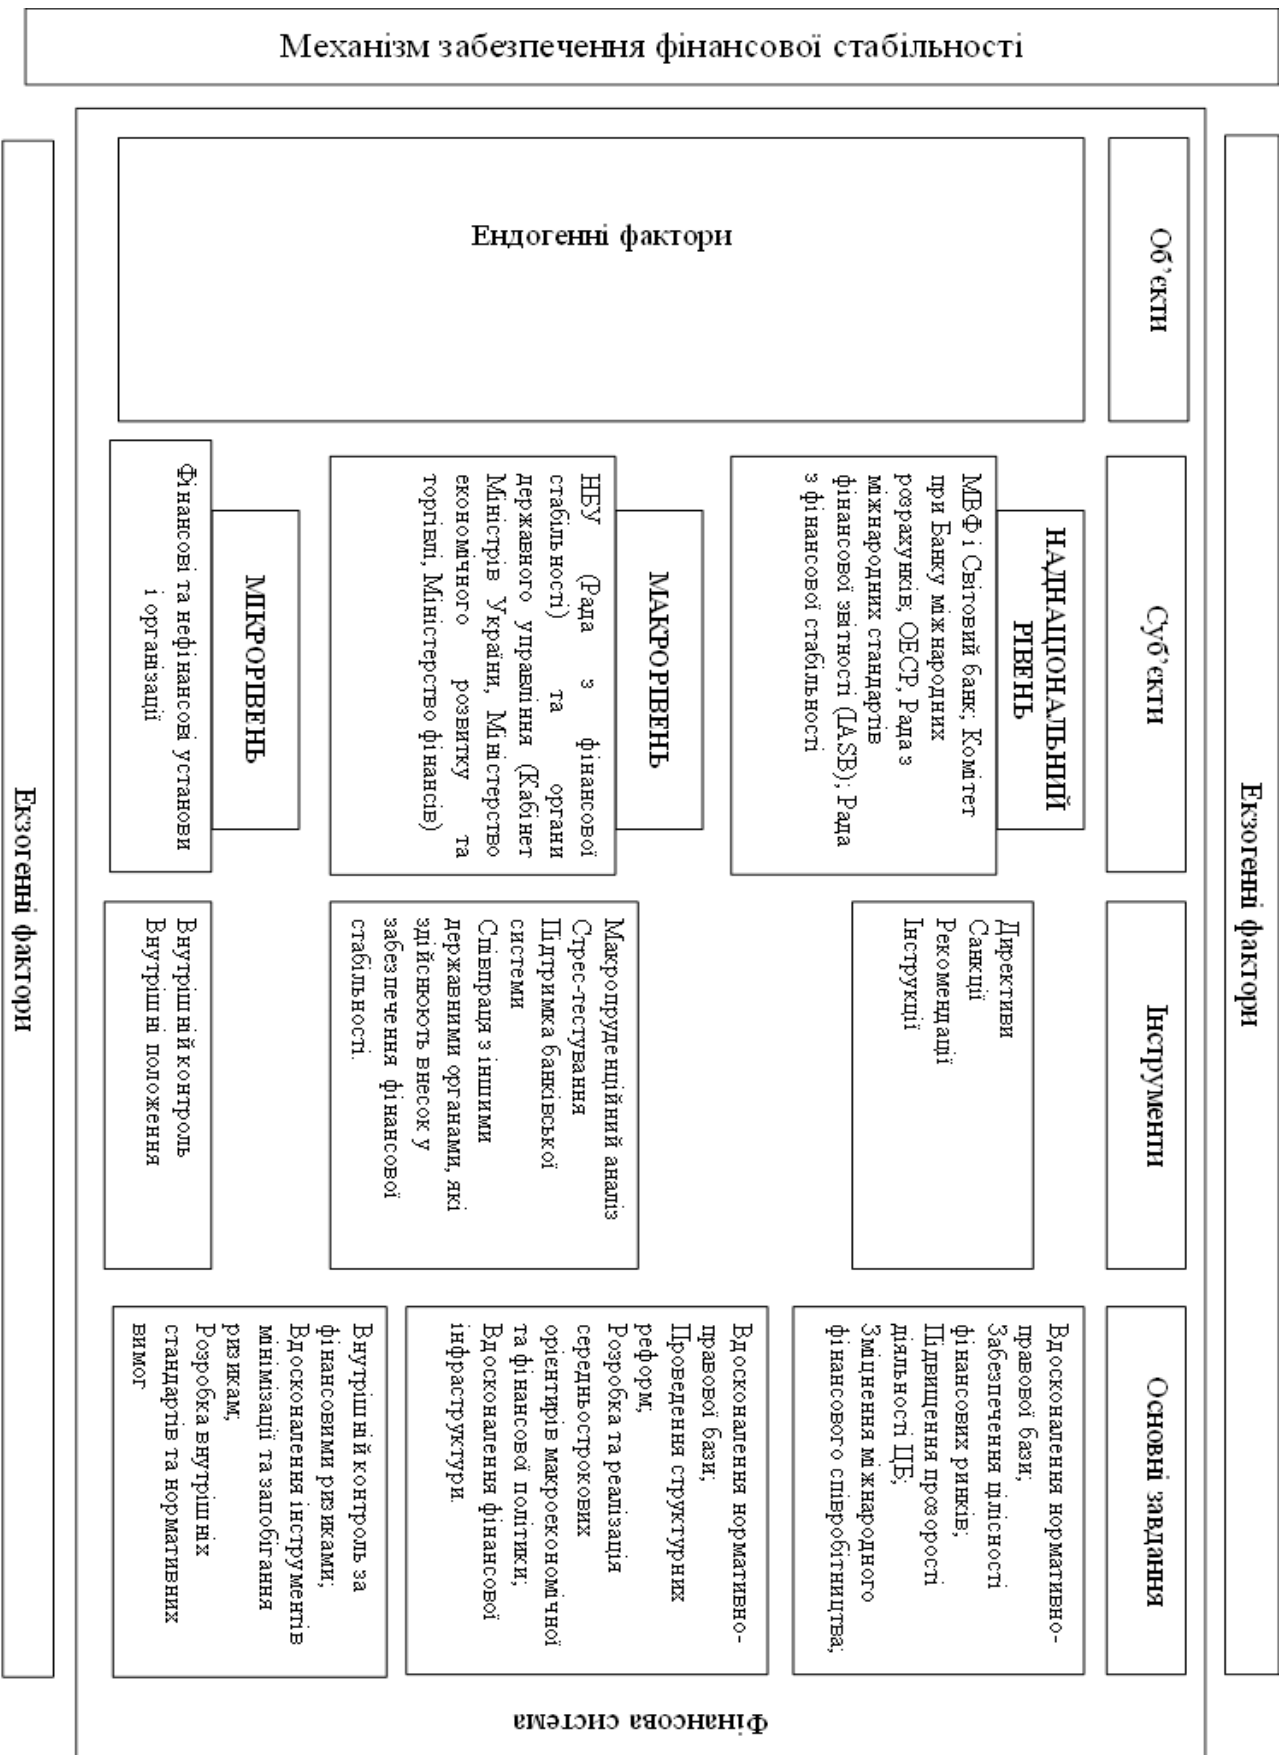 Механізм забезпечення фінансової стабільності
Екзогенні фактори
Об’єкти
Суб’єкти
Інструменти
Основні завдання
Ендогенні фактори
НАДНАЦІОНАЛЬНИЙ
РІВЕНЬ
МВФ і Світовий банк; Комітет
при Банку міжнародних
розрахунків; ОЕСР, Рада з
міжнародних стандартів
фінансової звітності (IASB); Рада
з фінансової стабільності
Директиви
Санкції
Рекомендації
Інструкції
Вдосконалення нормативно-
правової бази;
Забезпечення цілісності
фінансових ринків;
Підвищення прозорості
діяльності ЦБ;
Зміцнення міжнародного
фінансового співробітництва;
МАКРОРІВЕНЬ
НБУ (Рада з фінансової
стабільності) та органи
державного управління (Кабінет
Міністрів України, Міністерство
економічного розвитку та
торгівлі, Міністерство фінансів)
Макропруденційний аналіз
Стрес-тестування
Підтримка банківської
системи
Співпраця з іншими
державними органами, які
здійснюють внесок у
забезпечення фінансової
стабільності.
Вдосконалення нормативно-
правової бази;
Проведення структурних
реформ;
Розробка та реалізація
середньострокових
орієнтирів макроекономічної
та фінансової політики;
Вдосконалення фінансової
інфраструктури.
МІКРОРІВЕНЬ
Фінансові та нефінансові установи
і організації
Внутрішній контроль
Внутрішні положення
Внутрішній контроль за
фінансовими ризиками;
Вдосконалення інструментів
мінімізації та запобігання
ризикам;
Розробка внутрішніх
стандартів та нормативних
вимог
Фінансова система
Екзогенні фактори